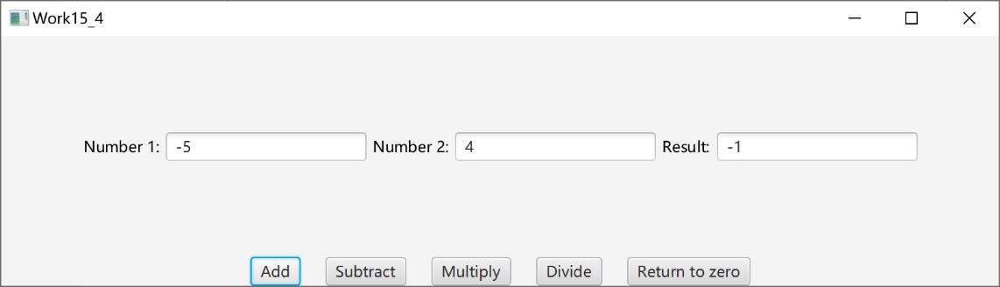 Work15_4
Number 1: -5 Number 2: 4 Result: -1
Add Subtract Multiply Divide Return to zero